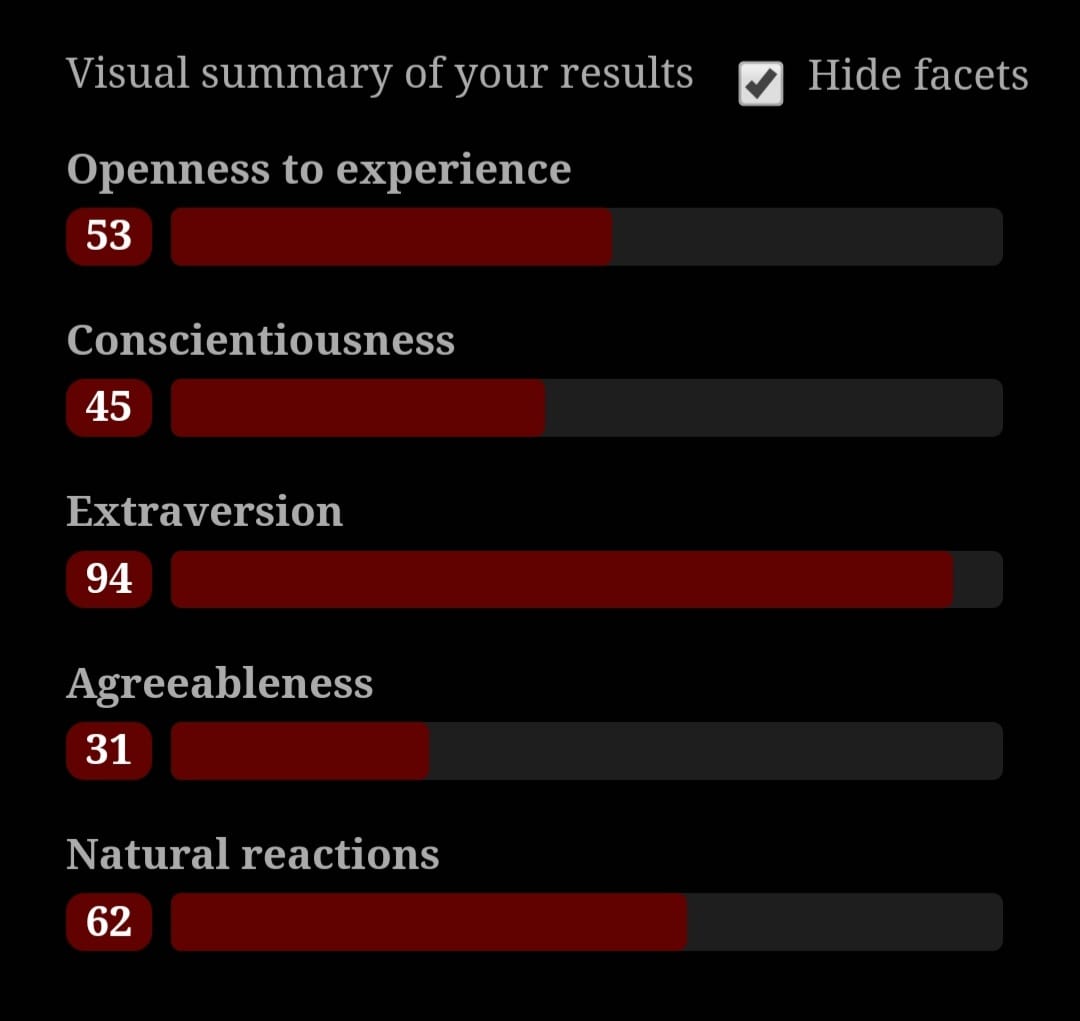 Visual summary of your results Hide facets
Openness to experience
53
Conscientiousness
45
Extraversion
94
Agreeableness
31
Natural reactions
62